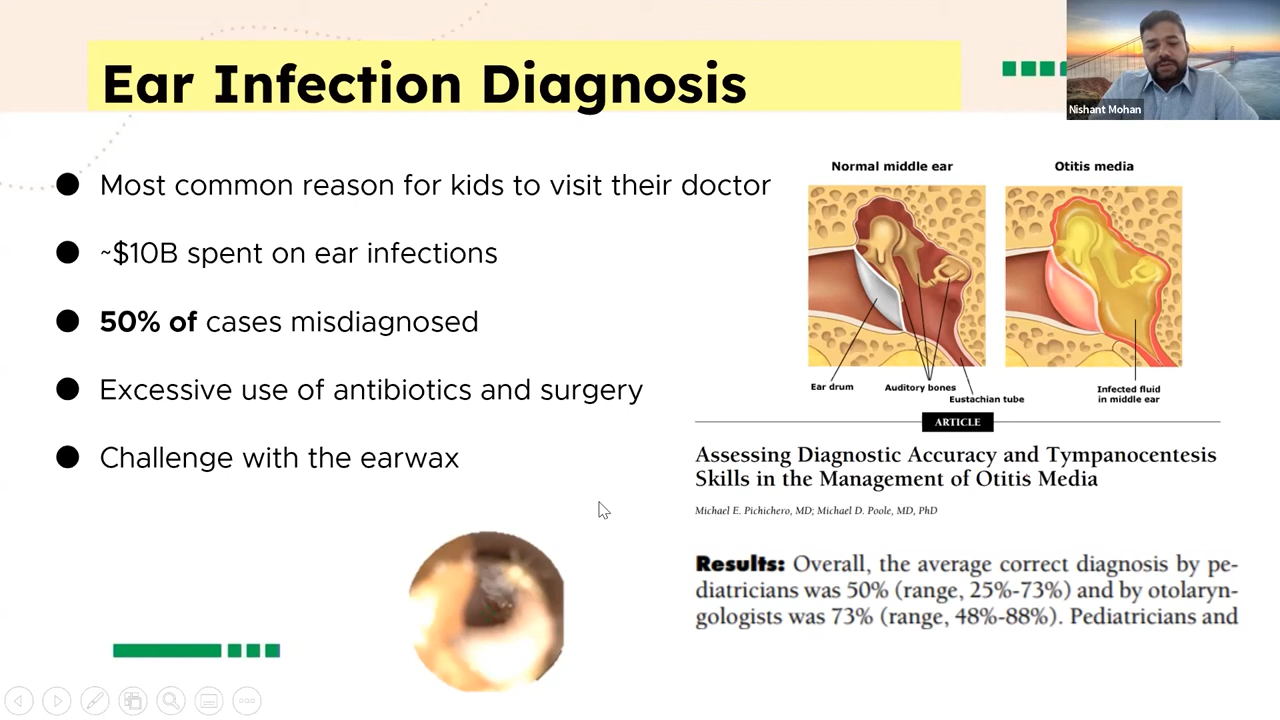 Ear Infection Diagnosis
Nishant Mohan
Most common reason for kids to visit their doctor
~$10B spent on ear infections
50% of cases misdiagnosed
Excessive use of antibiotics and surgery
Challenge with the earwax
Normal middle ear
Otitis media
Ear drum
Auditory bones
Eustachian tube
Infected fluid
in middle ear
ARTICLE
Assessing Diagnostic Accuracy and Tympanocentesis
Skills in the Management of Otitis Media
Michael E. Pichichero, MD; Michael D. Poole, MD, PhD
Results: Overall, the average correct diagnosis by pe-
diatricians was 50% (range, 25%-73%) and by otolaryn-
gologists was 73% (range, 48%-88%). Pediatricians and